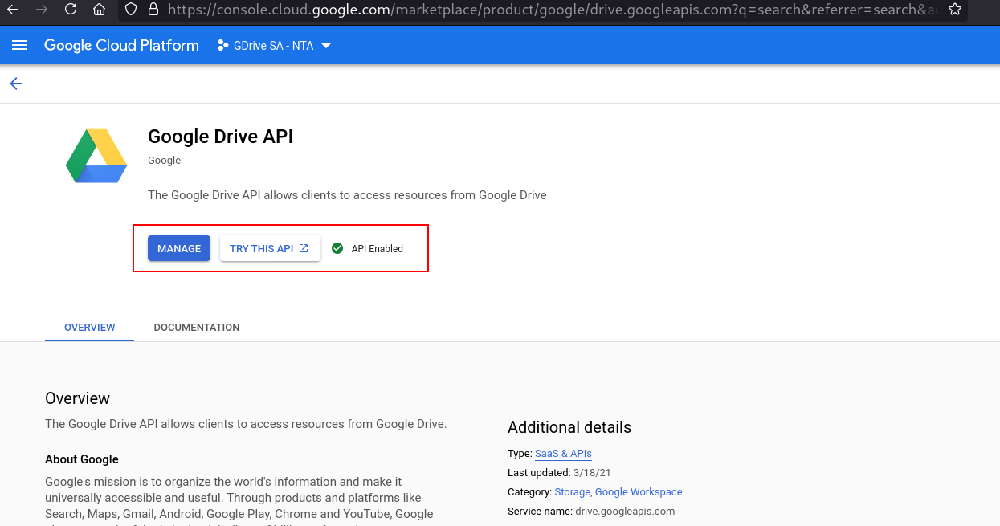 https://console.cloud.google.com/marketplace/product/google/drive.googleapis.com?q=search&referrer=search&au
Google Cloud Platform GDrive SA - NTA
Google Drive API
Google
The Google Drive API allows clients to access resources from Google Drive
MANAGE TRY THIS API API Enabled
OVERVIEW DOCUMENTATION
Overview
The Google Drive API allows clients to access resources from Google Drive.
About Google
Google's mission is to organize the world's information and make it
universally accessible and useful. Through products and platforms like
Search, Maps, Gmail, Android, Google Play, Chrome and YouTube, Google
Additional details
Type: SaaS & APIs
Last updated: 3/18/21
Category: Storage, Google Workspace
Service name: drive.googleapis.com